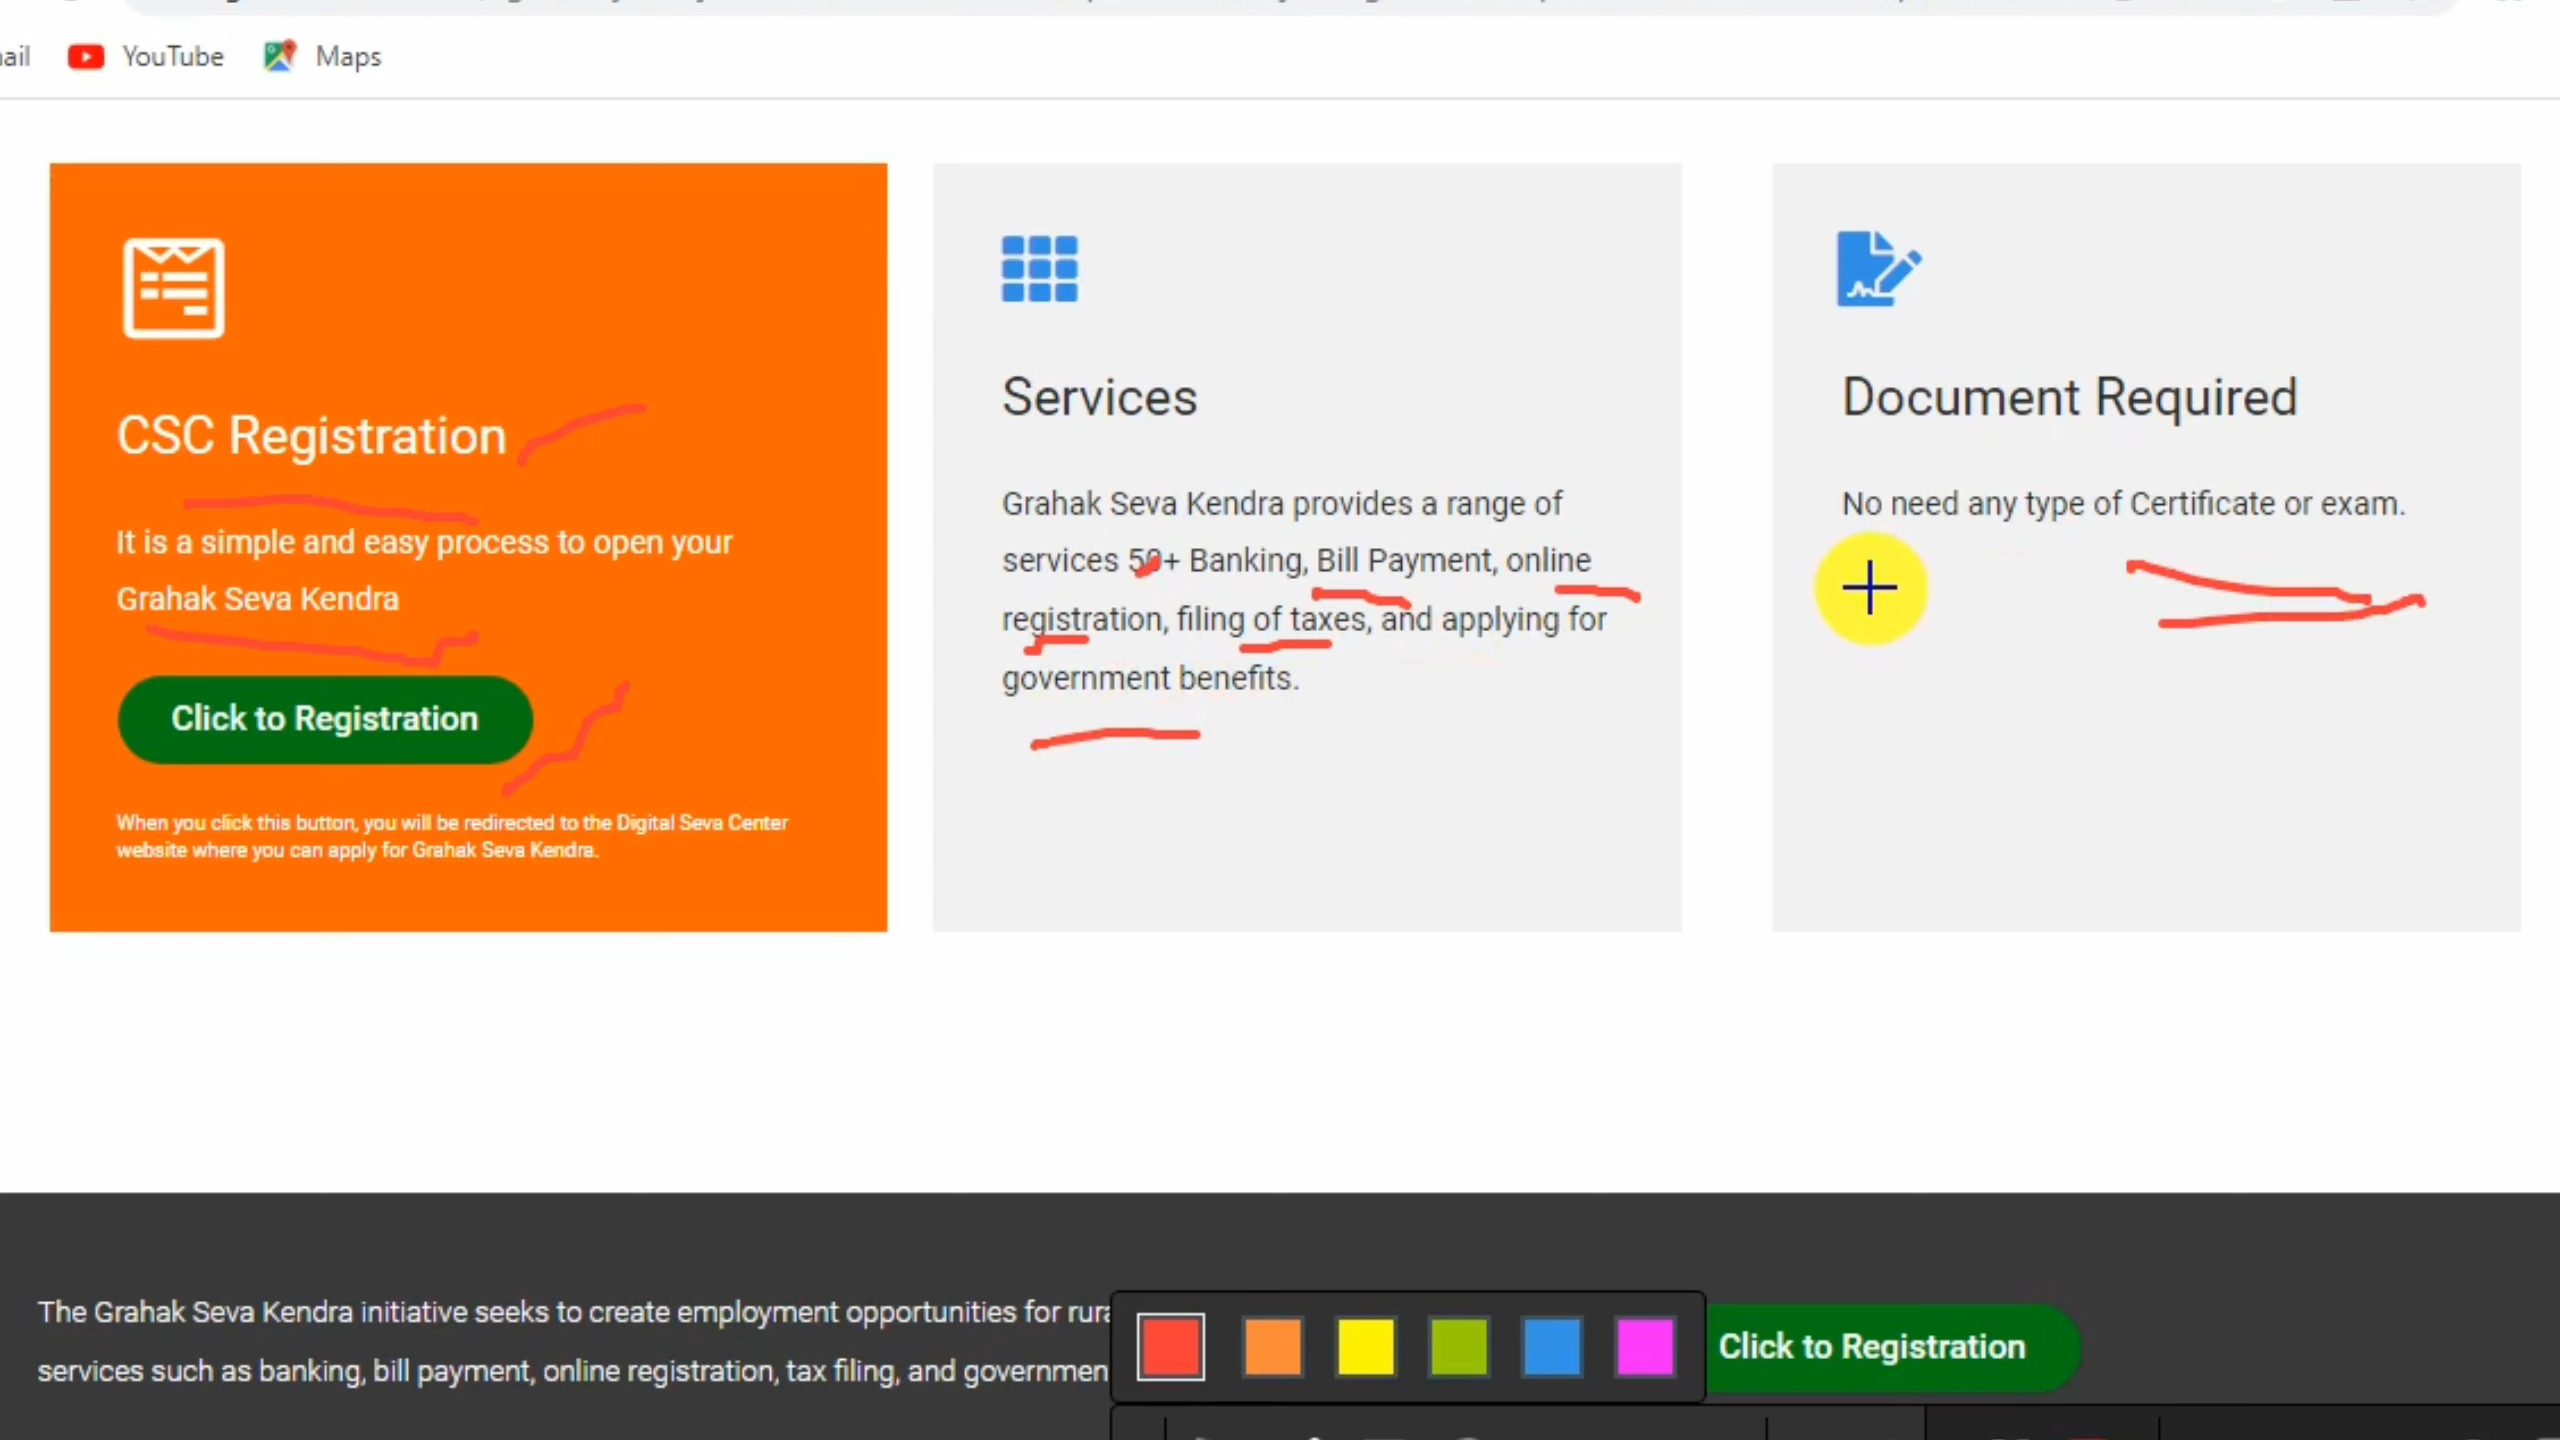 YouTube Maps
CSC Registration
It is a simple and easy process to open your
Grahak Seva Kendra
Click to Registration
When you click this button, you will be redirected to the Digital Seva Center
website where you can apply for Grahak Seva Kendra.
Services
Grahak Seva Kendra provides a range of
services 50+ Banking, Bill Payment, online
registration, filing of taxes, and applying for
government benefits.
Document Required
No need any type of Certificate or exam.
The Grahak Seva Kendra initiative seeks to create employment opportunities for
services such as banking, bill payment, online registration, tax filing, and
Click to Registration